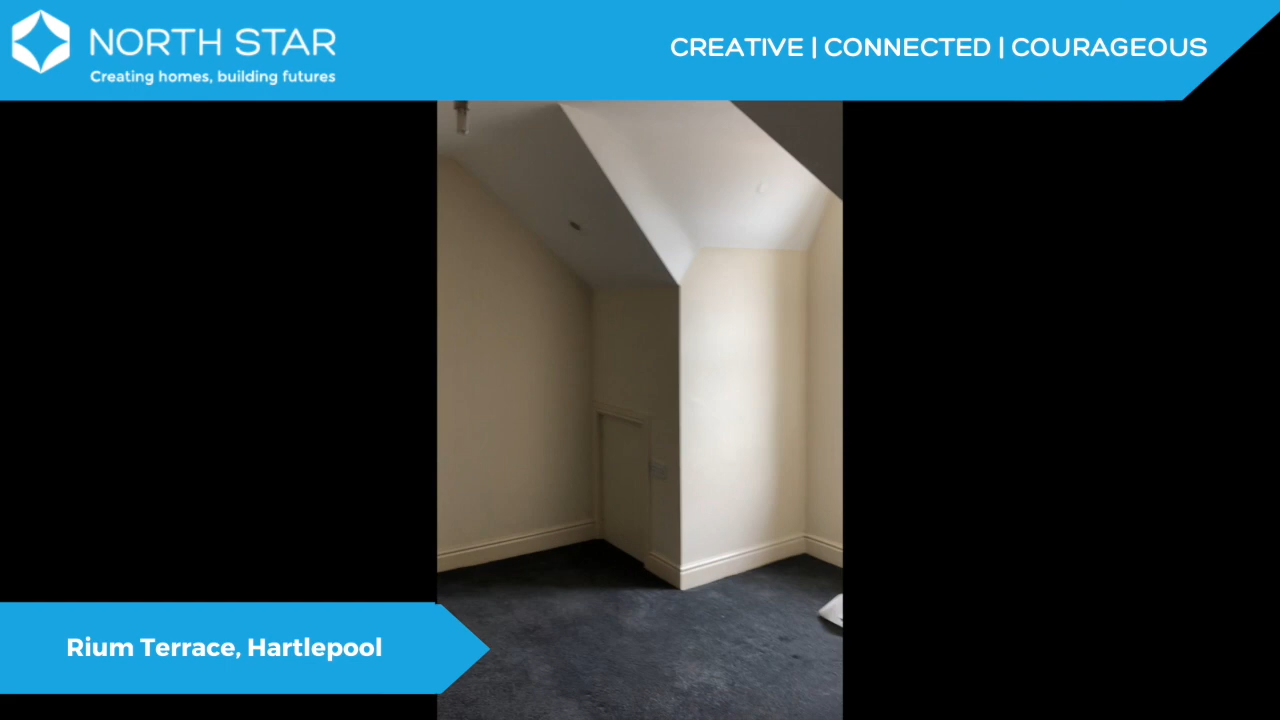 NORTH STAR
Creating homes, building futures
CREATIVE | CONNECTED | COURAGEOUS
Rium Terrace, Hartlepool